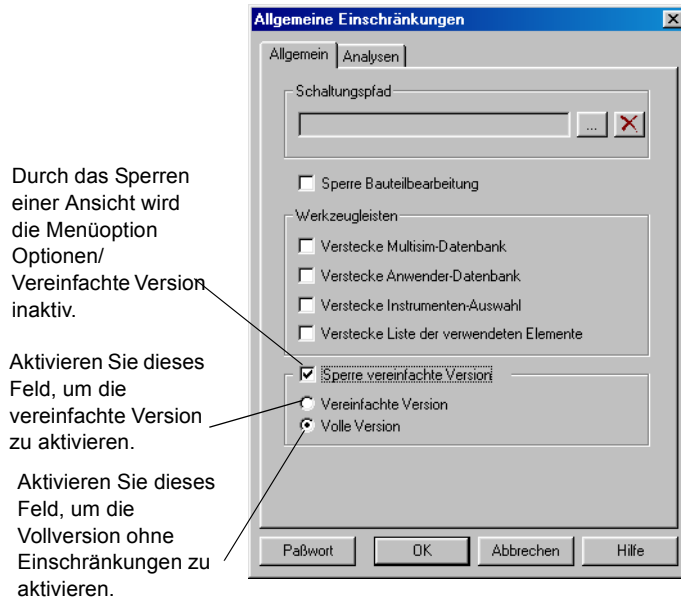 Allgemeine Einschränkungen
Allgemein
Analysen
Schaltungspfad
...
Sperre Bauteilbearbeitung
Werkzeugleisten
Verstecke Multisim-Datenbank
Verstecke Anwender-Datenbank
Verstecke Instrumenten-Auswahl
Verstecke Liste der verwendeten Elemente
Sperre vereinfachte Version
Vereinfachte Version
Volle Version
Paßwort
OK
Abbrechen
Hilfe
Durch das Sperren
einer Ansicht wird
die Menüoption
Optionen/
Vereinfachte Version
inaktiv.
Aktivieren Sie dieses
Feld, um die
vereinfachte Version
zu aktivieren.
Aktivieren Sie dieses
Feld, um die
Vollversion ohne
Einschränkungen zu
aktivieren.